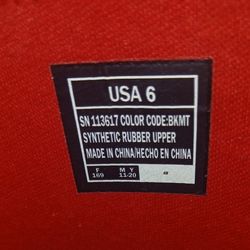 USA 6
SN 113617 COLOR CODE:BKMT
SYNTHETIC RUBBER UPPER
MADE IN CHINA/HECHO EN CHINA
F M Y
169 11-20